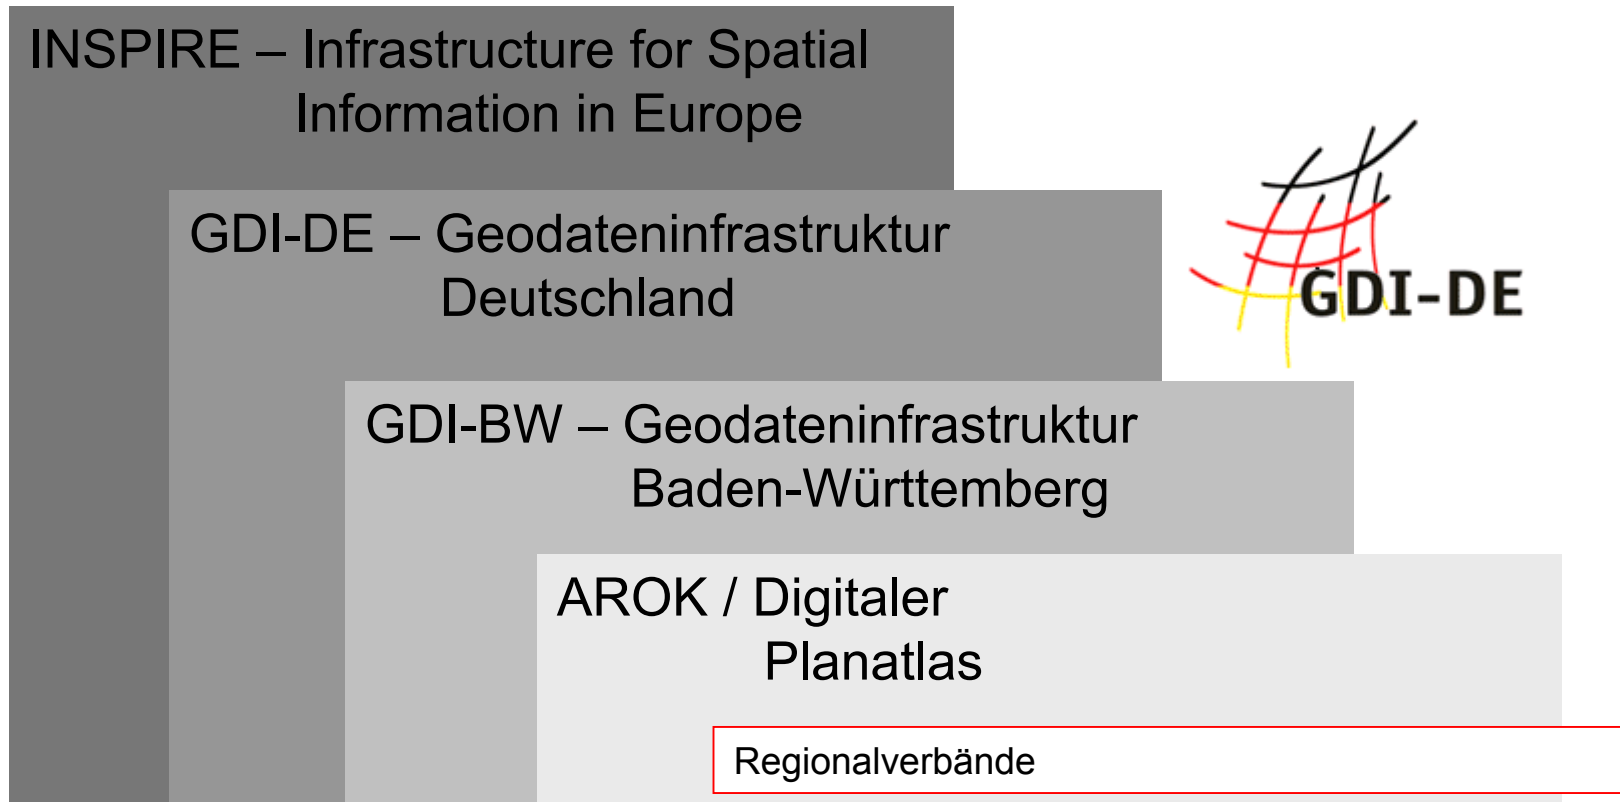 INSPIRE – Infrastructure for Spatial
Information in Europe
GDI-DE – Geodateninfrastruktur
Deutschland
GDI-DE
GDI-BW – Geodateninfrastruktur
Baden-Württemberg
AROK / Digitaler
Planatlas
Regionalverbände